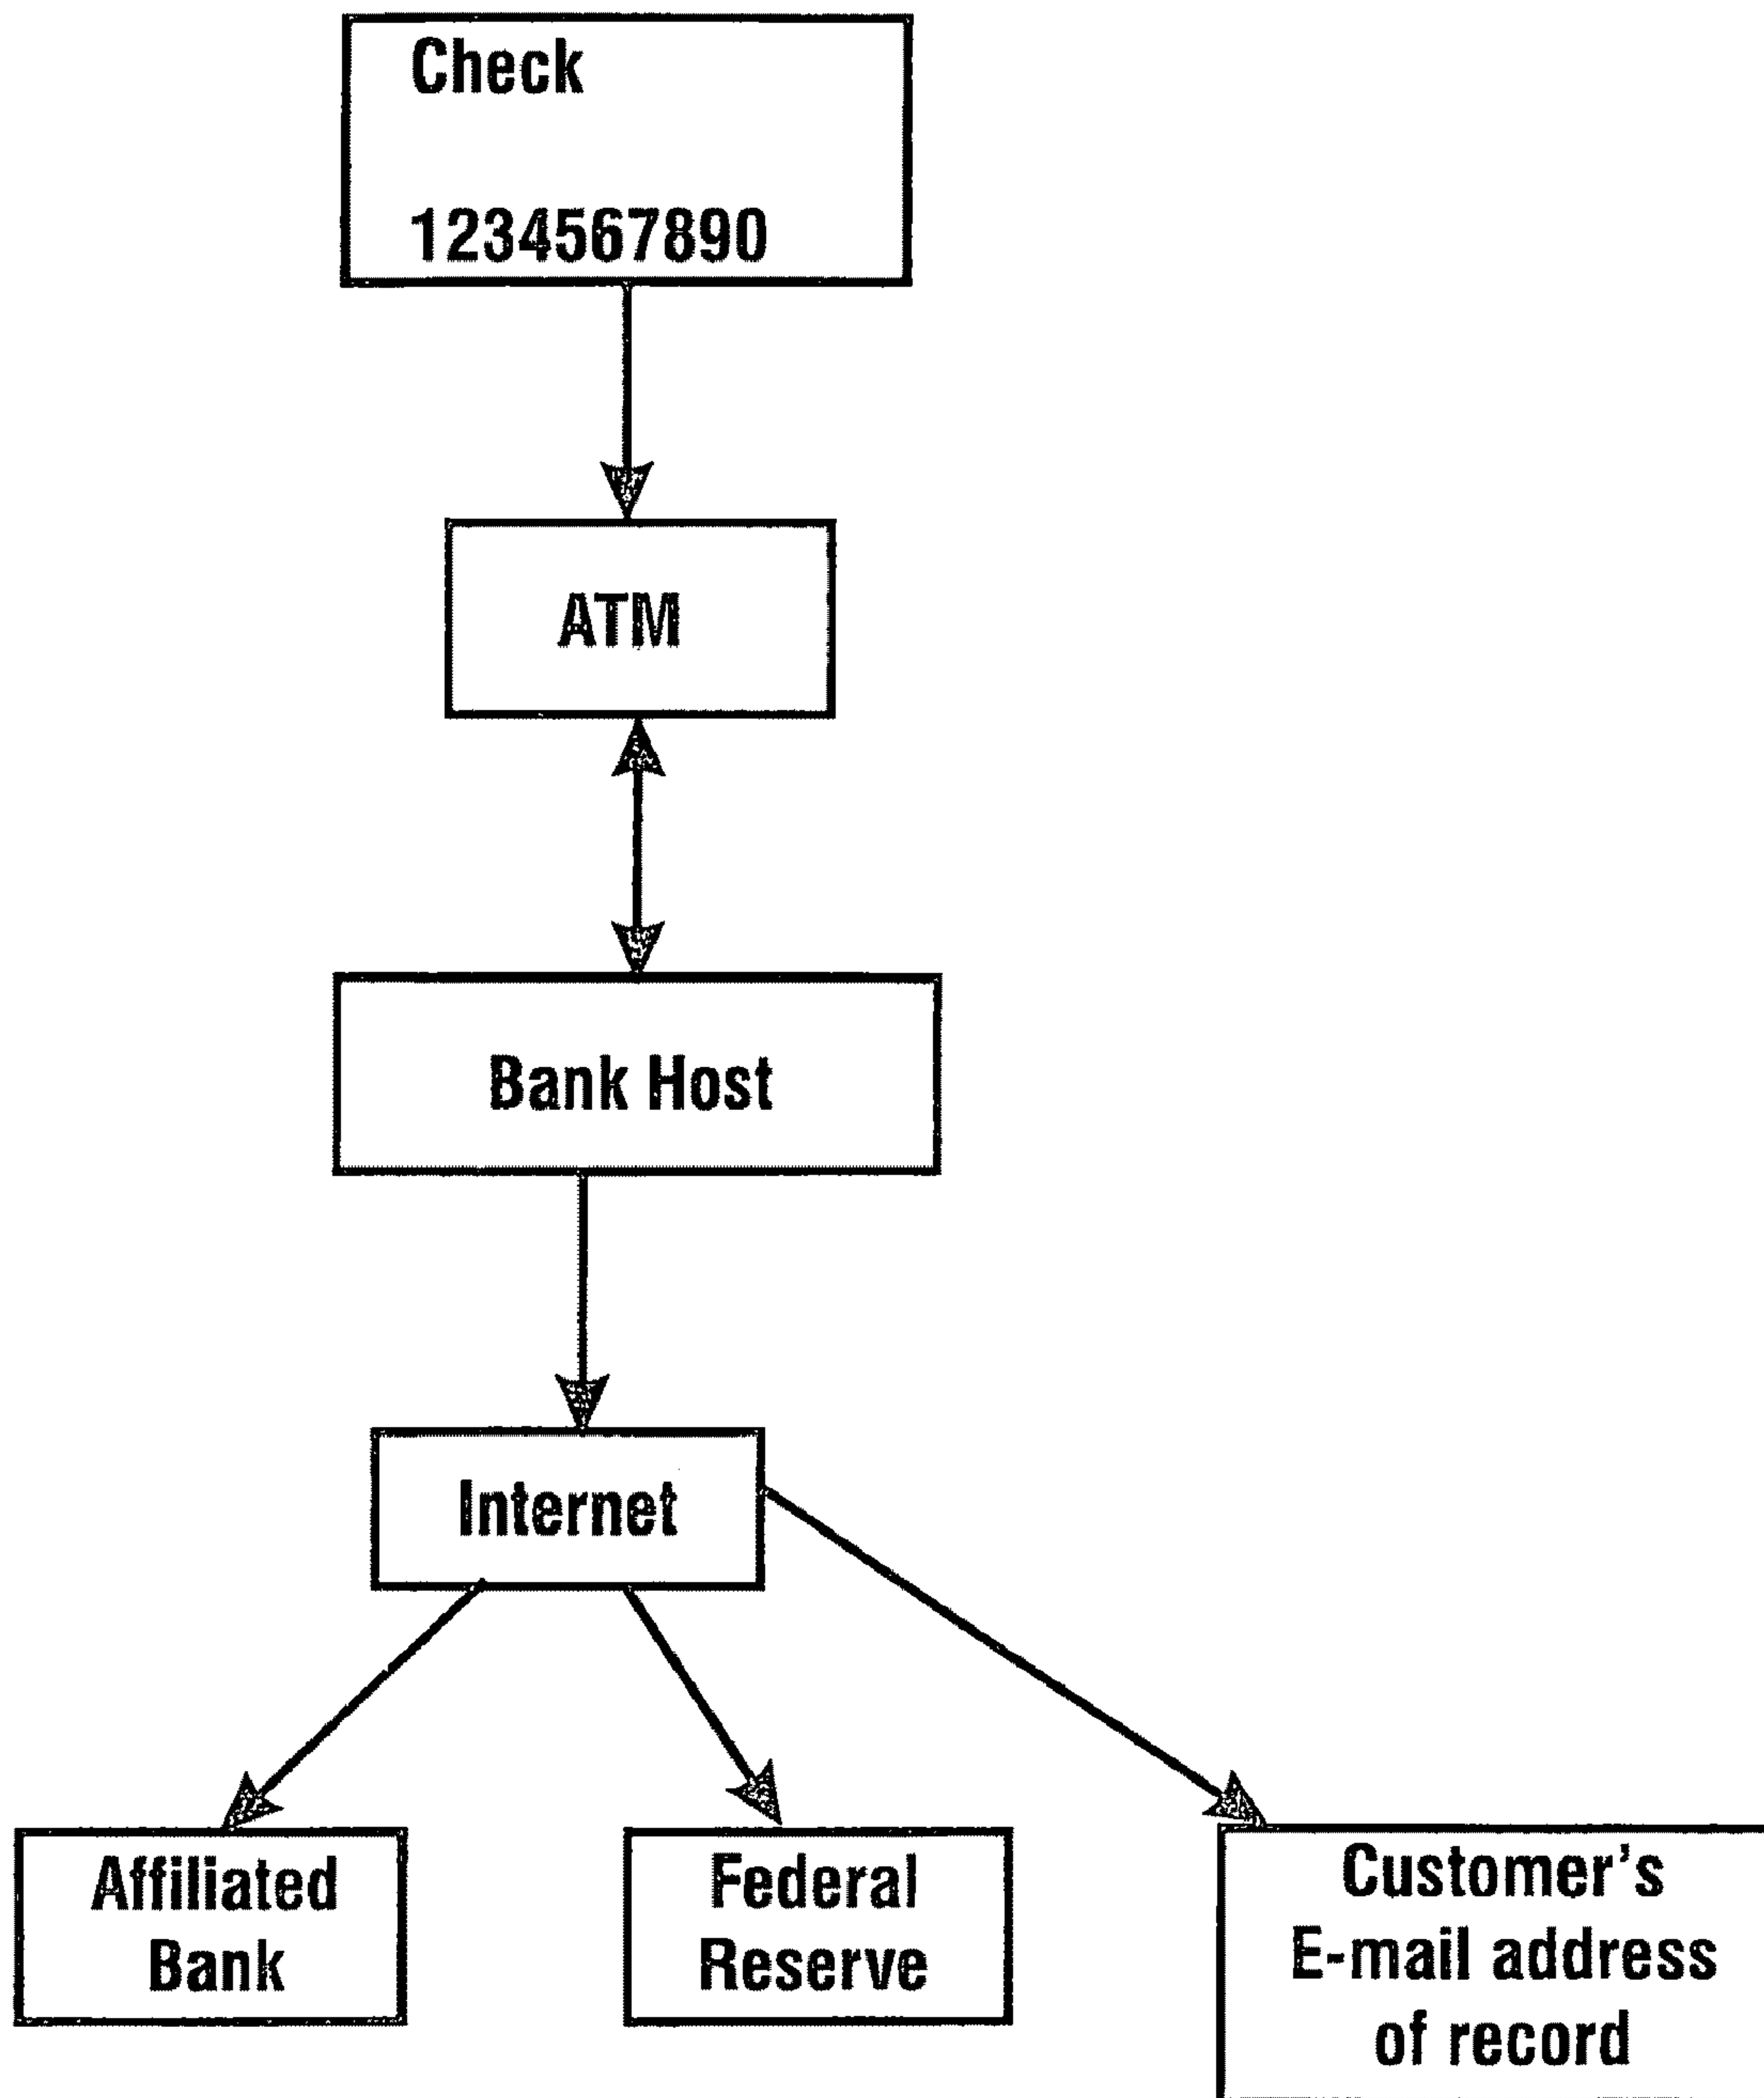 Check
1234567890
ATM
Bank Host
Internet
Affiliated
Bank
Federal
Reserve
Customer's
E-mail address
of record